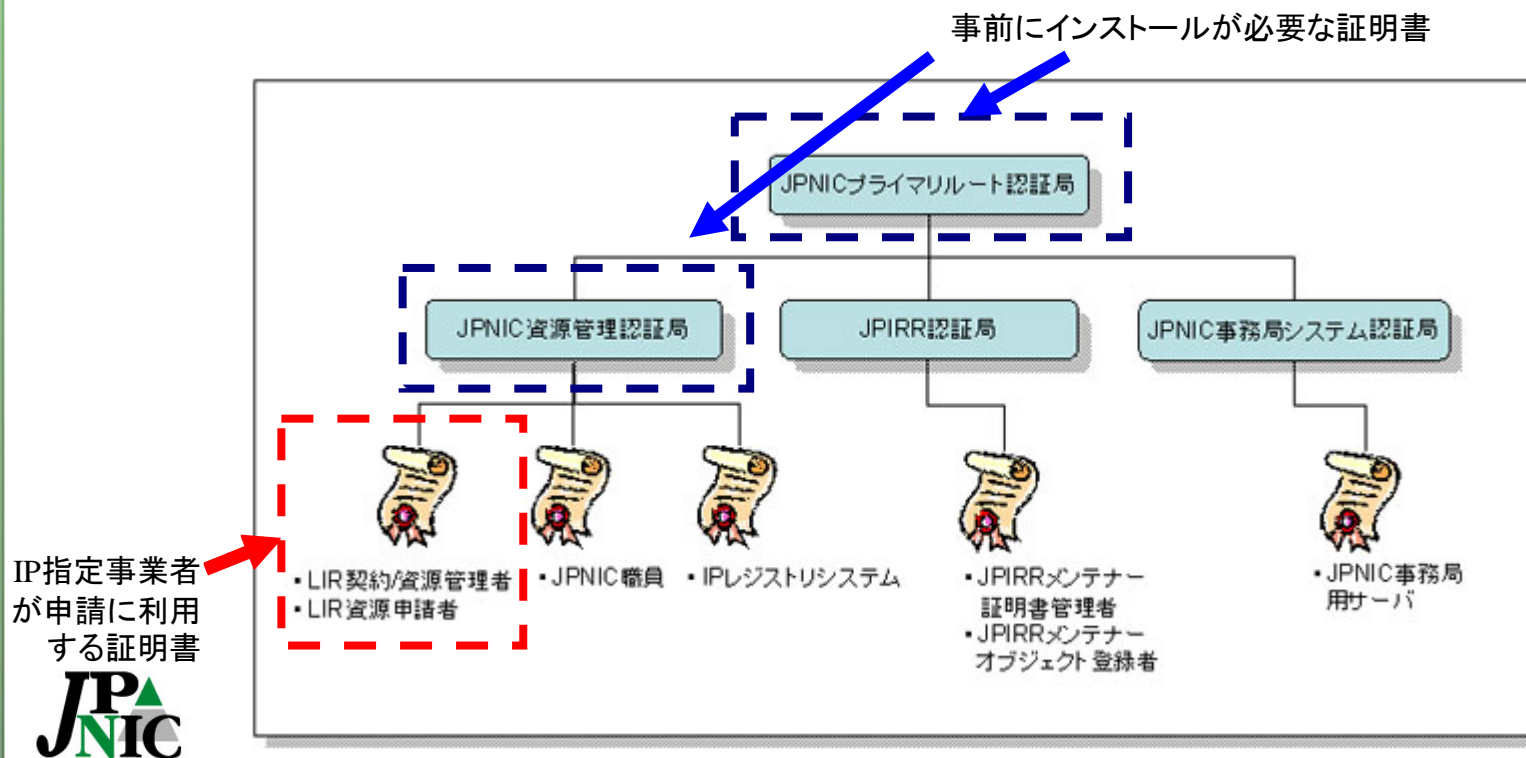 事前にインストールが必要な証明書
JPNICプライマリルート認証局
JPNIC資源管理認証局
JPIRR認証局
JPNIC事務局システム認証局
IP指定事業者
が申請に利用
する証明書
・LIR契約/資源管理者
・LIR資源申請者
・JPNIC職員
・IPレジストリシステム
・JPIRRメンテナー
証明書管理者
・JPIRRメンテナー
オブジェクト登録者
・JPNIC事務局
用サーバ
JP
NIC